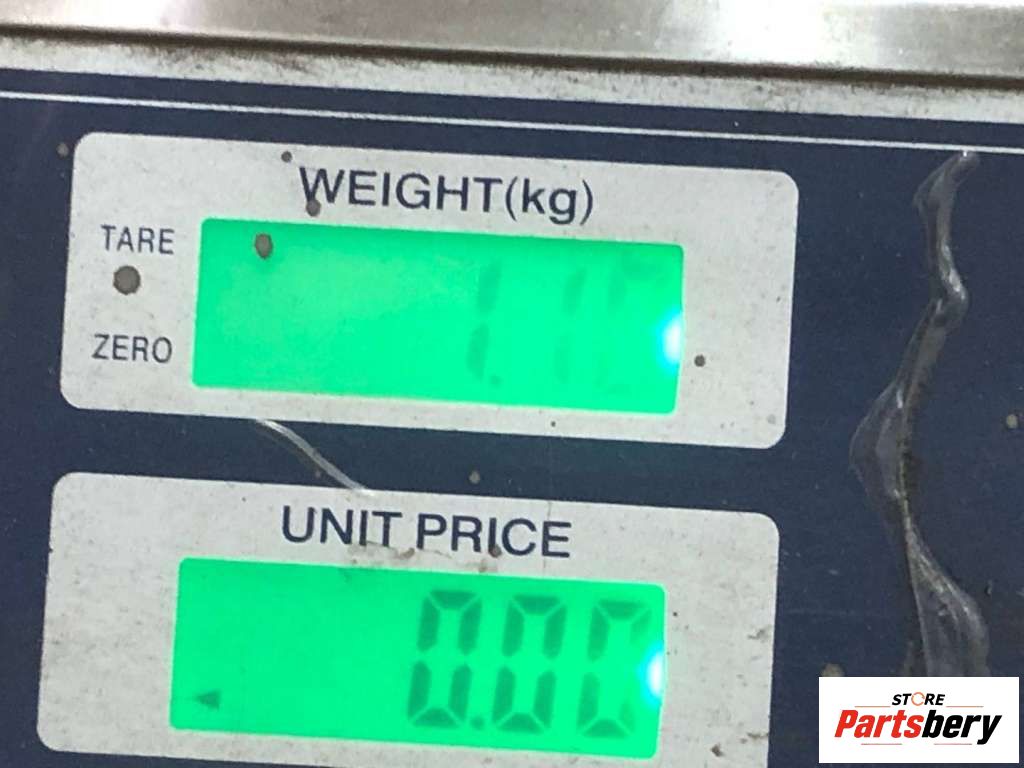 WEIGHT(kg)
TARE
ZERO
UNIT PRICE
0.00
STORE
Partsbery